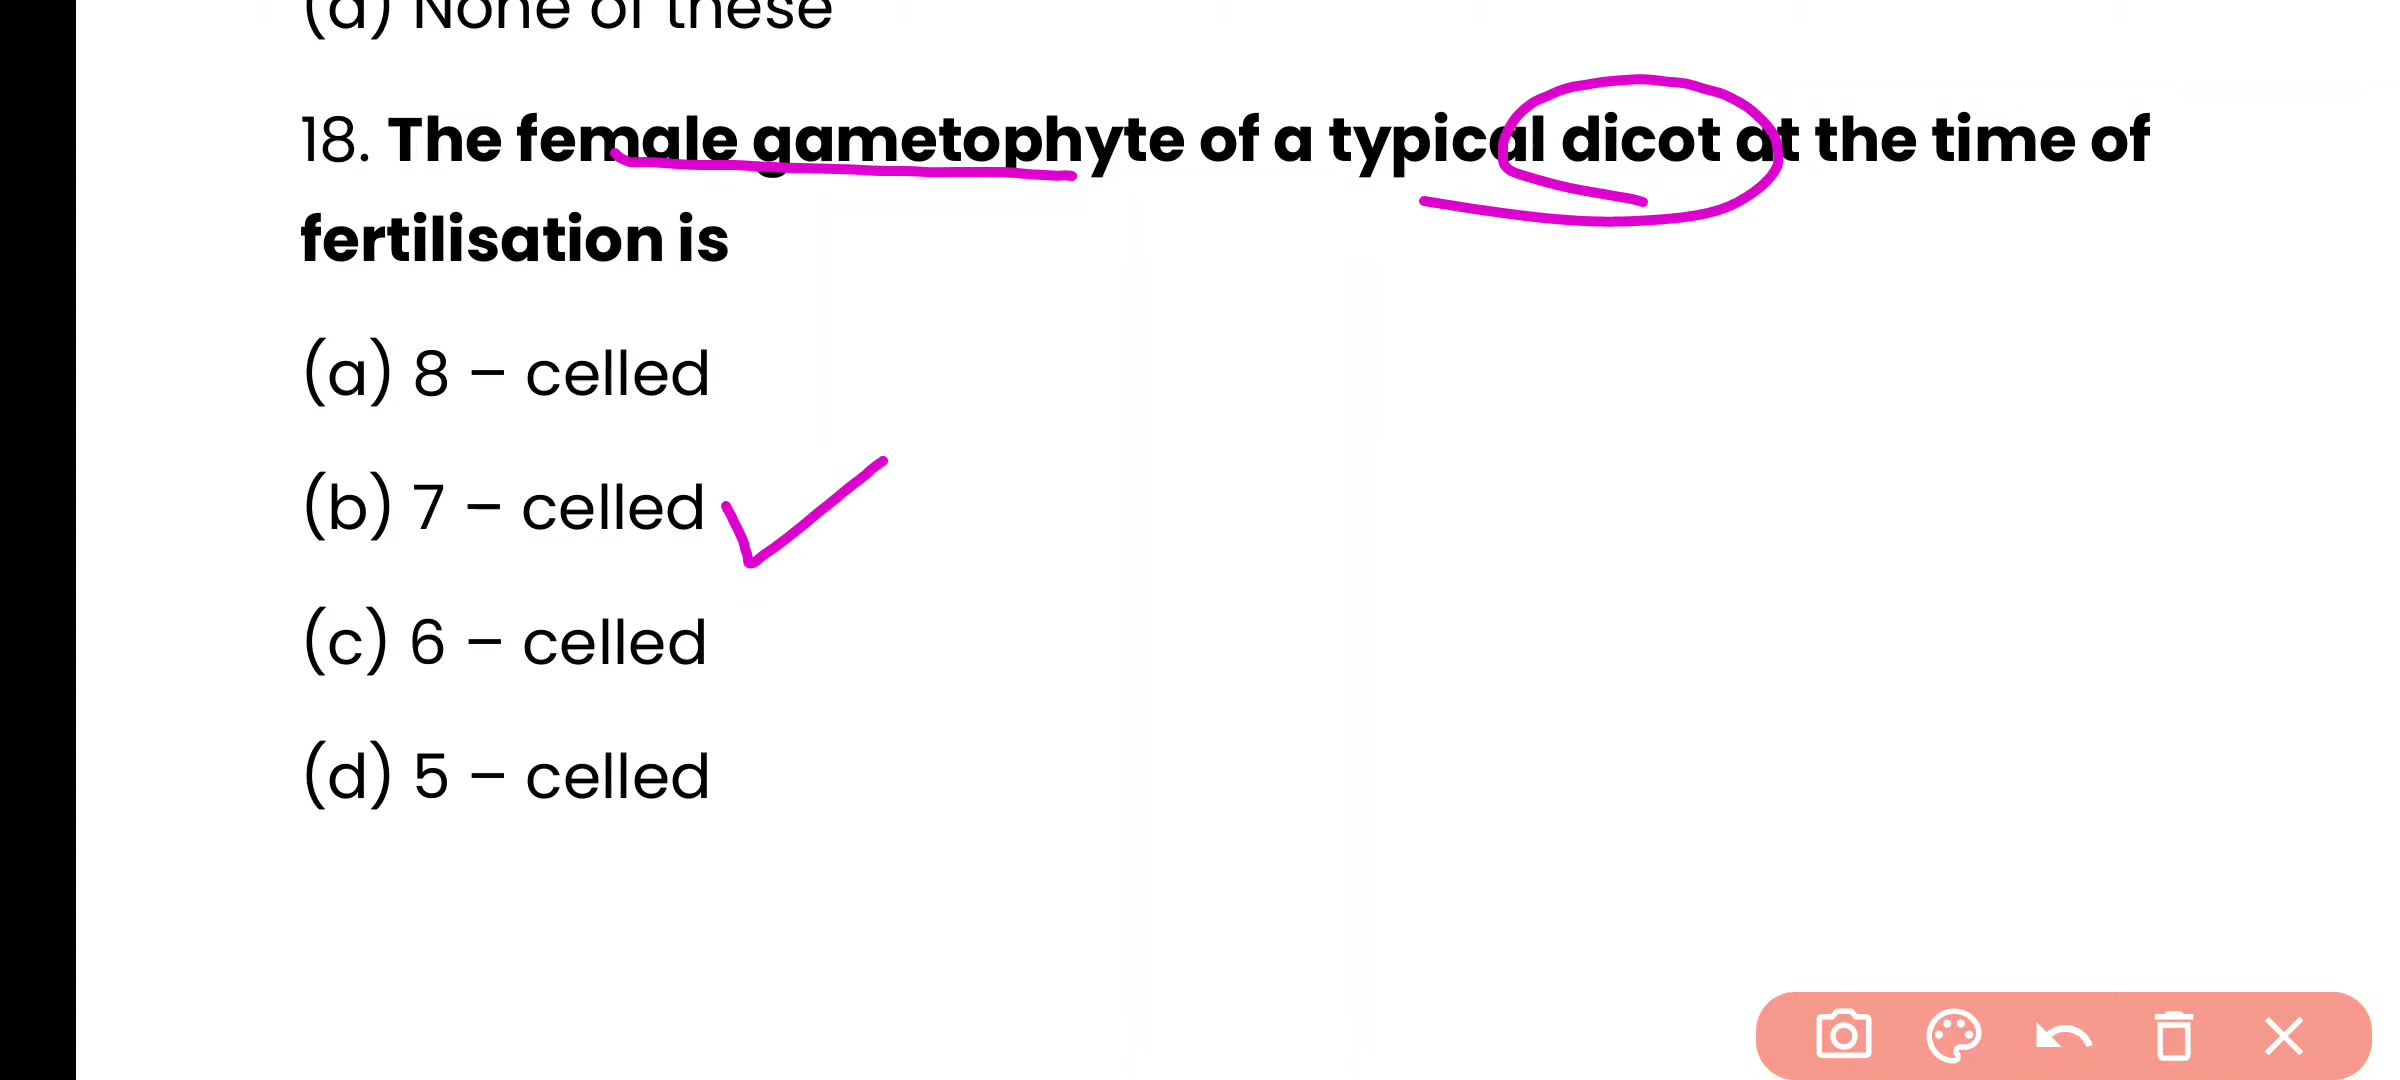 (d) None of these
18. The female gametophyte of a typical dicot at the time of
fertilisation is
(a) 8 – celled
(b) 7 – celled
(c) 6 – celled
(d) 5 – celled